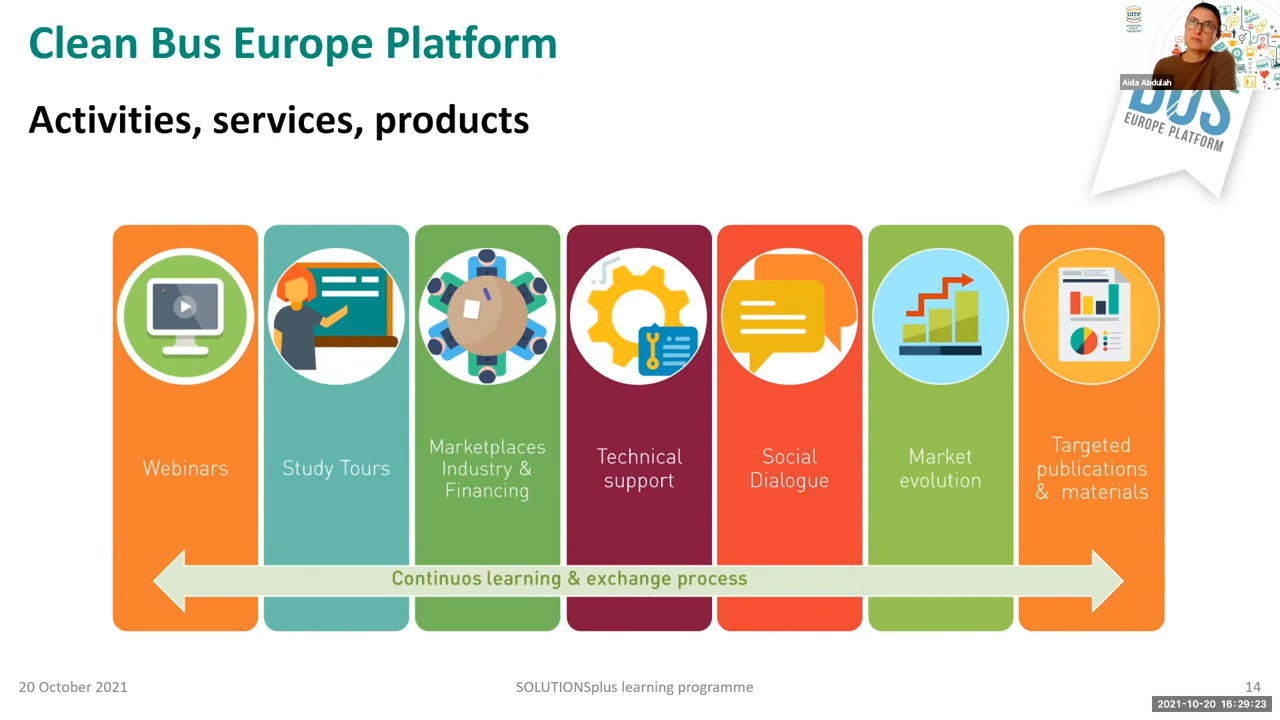 Clean Bus Europe Platform
Activities, services, products
UITP
Aida Abdulah
BUS
EUROPE PLATFORM
Webinars
Study Tours
Marketplaces
Industry &
Financing
Technical
support
Social
Dialogue
Market
evolution
Targeted
publications
& materials
Continuos learning & exchange process
20 October 2021
SOLUTIONSplus learning programme
14
2021-10-20 16:29:23